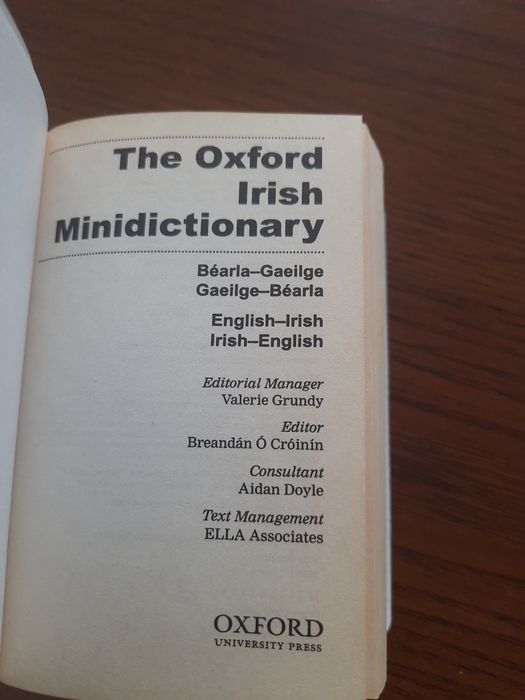 The Oxford
Irish
Minidictionary
Béarla–Gaeilge
Gaeilge–Béarla
English–Irish
Irish–English
Editorial Manager
Valerie Grundy
Editor
Breandán Ó Cróinín
Consultant
Aidan Doyle
Text Management
ELLA Associates
OXFORD
UNIVERSITY PRESS